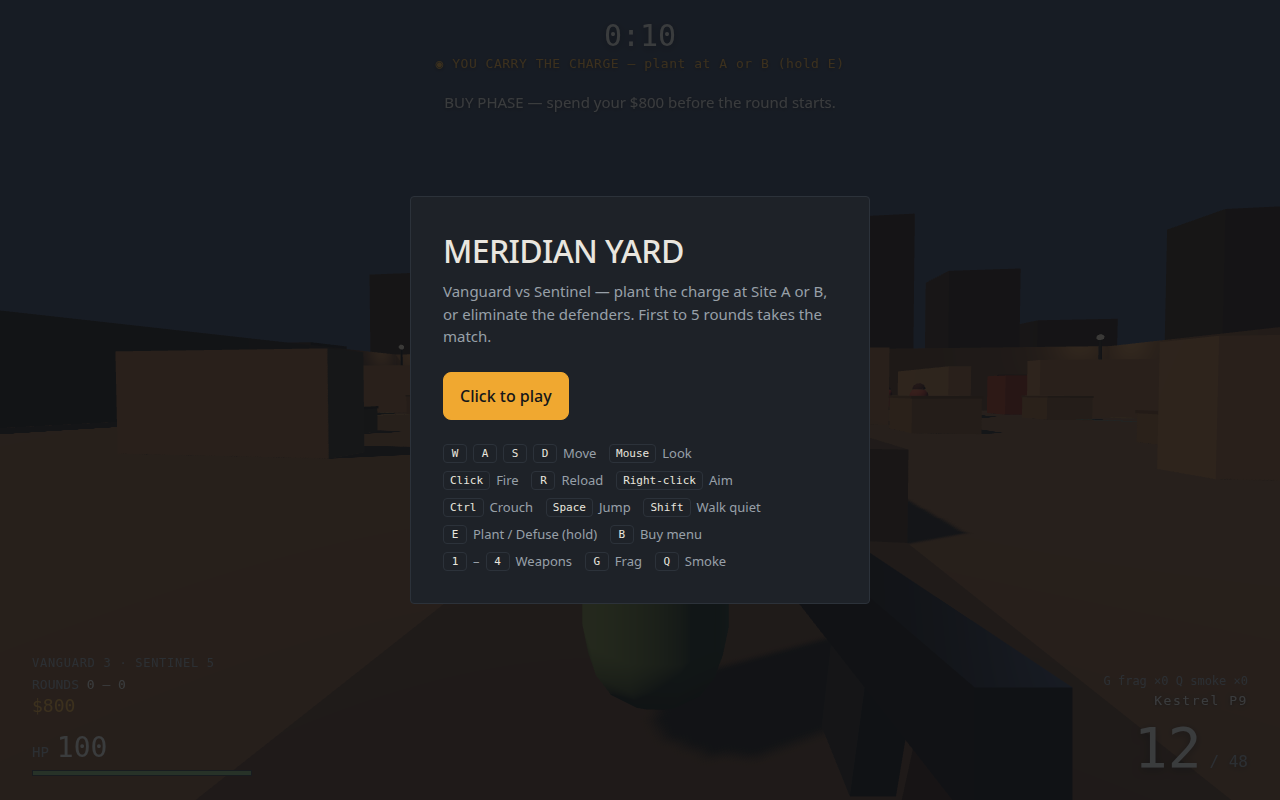 0:10
◉ YOU CARRY THE CHARGE — plant at A or B (hold E)
BUY PHASE — spend your $800 before the round starts.
MERIDIAN YARD
Vanguard vs Sentinel — plant the charge at Site A or B,
or eliminate the defenders. First to 5 rounds takes the
match.
Click to play
W A S D Move Mouse Look
Click Fire R Reload Right-click Aim
Ctrl Crouch Space Jump Shift Walk quiet
E Plant / Defuse (hold) B Buy menu
1 – 4 Weapons G Frag Q Smoke
VANGUARD 3 · SENTINEL 5
ROUNDS 0 — 0
$800
HP 100
G frag ×0 Q smoke ×0
Kestrel P9
12 / 48